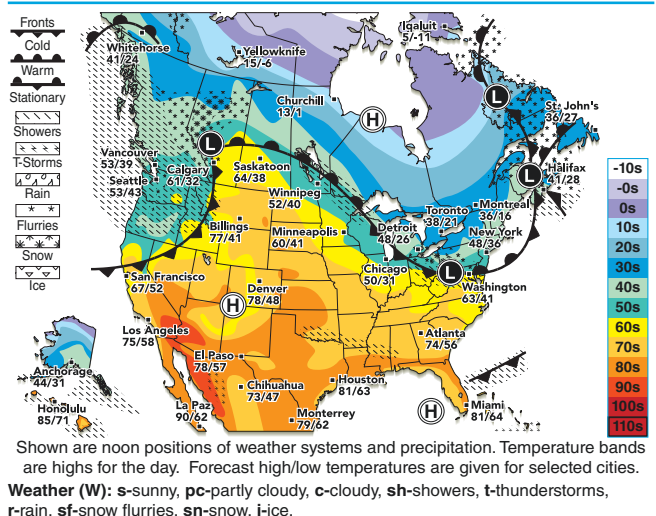 Fronts
Cold
Warm
Stationary
Showers
T-Storms
Rain
Flurries
Snow
Ice
Whitehorse
41/24
Yellowknife
15/-6
Iqaluit
5/-11
Churchill
13/1
H
L
St. John's
36/27
Vancouver
53/39
Seattle
53/43
Calgary
61/32
L
Saskatoon
64/38
Winnipeg
52/40
L
Halifax
41/28
Montreal
36/16
Toronto
38/21
Billings
77/41
Minneapolis
60/41
Detroit
48/26
New York
48/36
Chicago
50/31
L
Washington
63/41
San Francisco
67/52
Denver
78/48
H
Los Angeles
75/58
Atlanta
74/56
El Paso
78/57
Chihuahua
73/47
Houston
81/63
La Paz
90/62
Monterrey
79/62
H
Miami
81/64
Anchorage
44/31
Honolulu
85/71
-10s
-0s
0s
10s
20s
30s
40s
50s
60s
70s
80s
90s
100s
110s
Shown are noon positions of weather systems and precipitation. Temperature bands
are highs for the day. Forecast high/low temperatures are given for selected cities.
Weather (W): s-sunny, pc-partly cloudy, c-cloudy, sh-showers, t-thunderstorms,
r-rain, sf-snow flurries, sn-snow, i-ice.